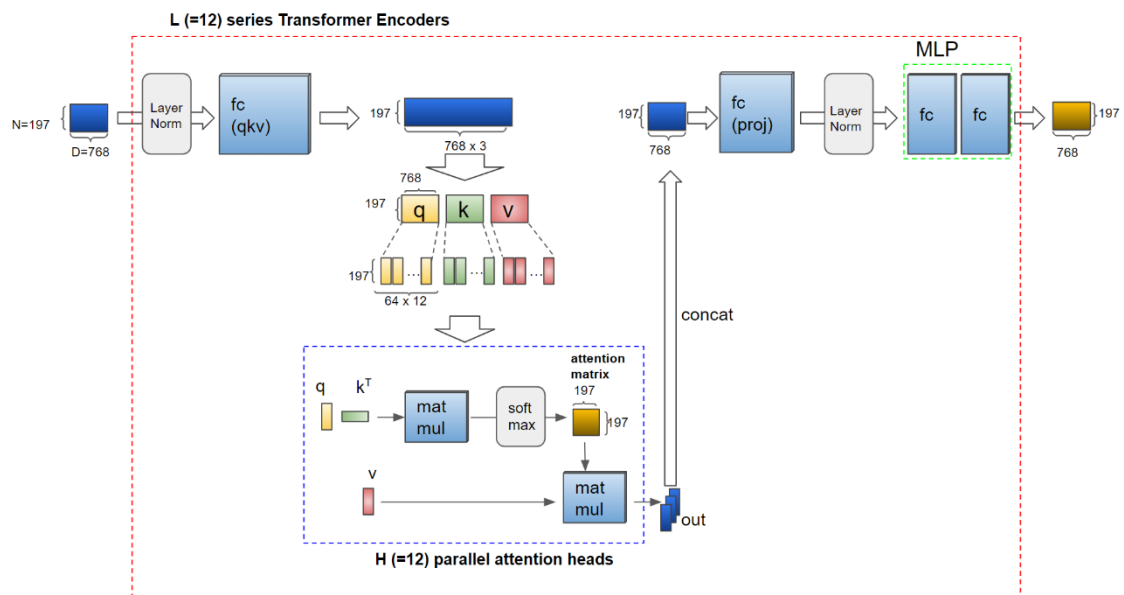 L (=12) series Transformer Encoders
MLP
N=197
D=768
Layer
Norm
fc
(qkv)
197
768 x 3
197
768
fc
(proj)
Layer
Norm
fc
fc
197
768
768
197
q
k
v
197
...
...
...
64 x 12
concat
attention
matrix
q
k^T
197
mat
mul
soft
max
197
v
mat
mul
out
H (=12) parallel attention heads